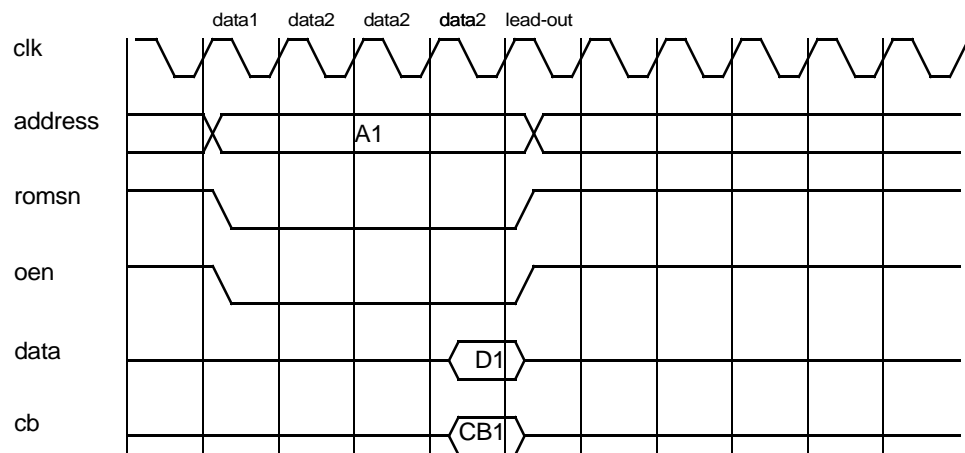 data1 data2 data2 data2 lead-out
clk
address A1
romsn
oen
data D1
cb CB1